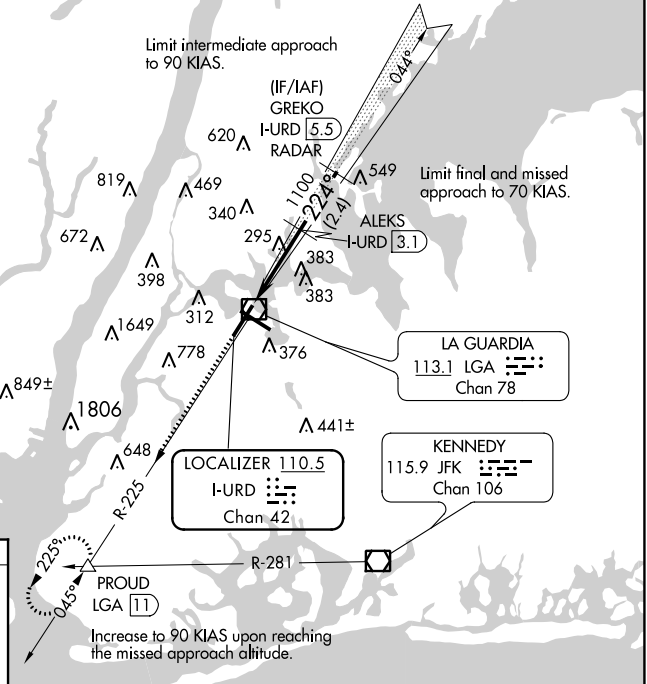 Limit intermediate approach
to 90 KIAS.
044°
(IF/IAF)
GREKO
I-URD 5.5
RADAR
620
549
819
469
1100
224°
(2.4)
Limit final and missed
approach to 70 KIAS.
340
ALEKS
I-URD 3.1
672
295
398
383
383
312
1649
376
778
LA GUARDIA
113.1 LGA
Chan 78
849±
1806
441±
648
LOCALIZER 110.5
I-URD
Chan 42
KENNEDY
115.9 JFK
Chan 106
R-225
225°
R-281
045°
PROUD
LGA 11
Increase to 90 KIAS upon reaching
the missed approach altitude.